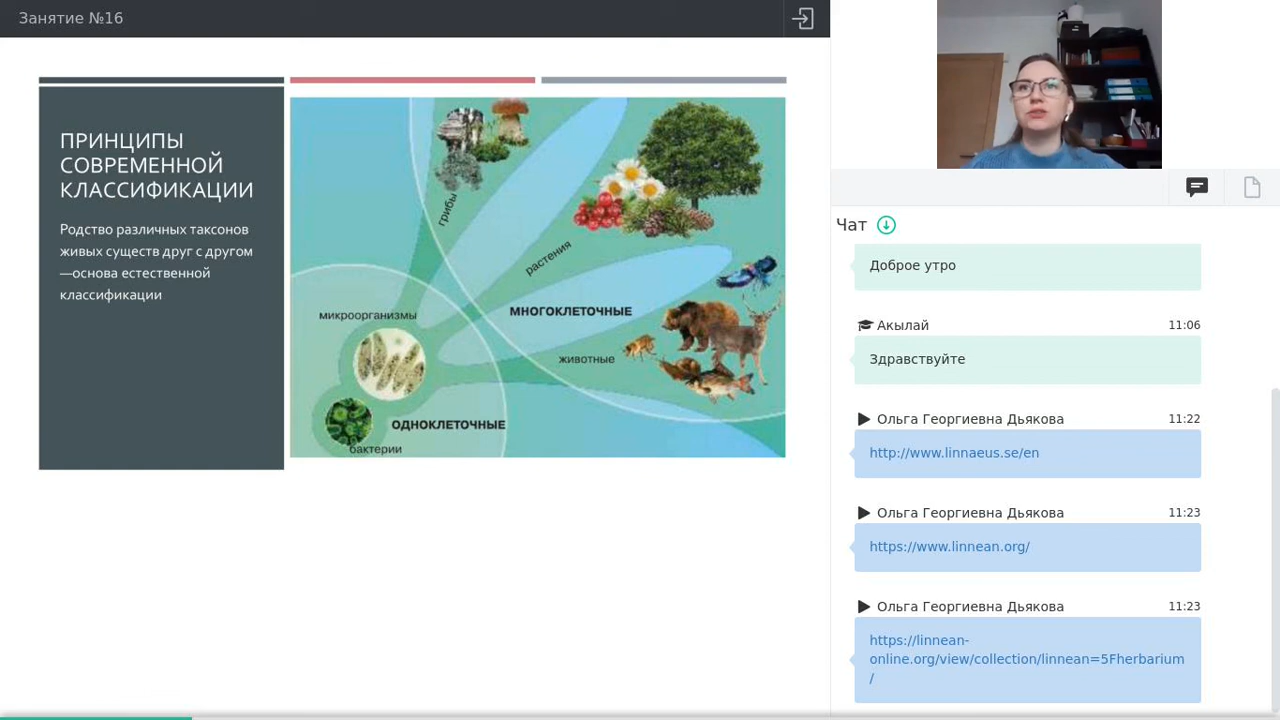 Занятие №16
ПРИНЦИПЫ
СОВРЕМЕННОЙ
КЛАССИФИКАЦИИ
Родство различных таксонов
живых существ друг с другом
—основа естественной
классификации
грибы
растения
МНОГОКЛЕТОЧНЫЕ
микроорганизмы
животные
ОДНОКЛЕТОЧНЫЕ
бактерии
Чат
Доброе утро
Акылай 11:06
Здравствуйте
Ольга Георгиевна Дьякова 11:22
http://www.linnaeus.se/en
Ольга Георгиевна Дьякова 11:23
https://www.linnean.org/
Ольга Георгиевна Дьякова 11:23
https://linnean-
online.org/view/collection/linnean=5Fherbarium
/